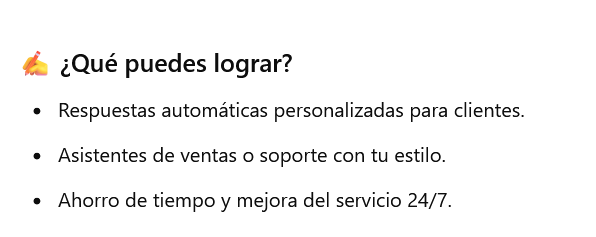 ✍️ ¿Qué puedes lograr?
• Respuestas automáticas personalizadas para clientes.
• Asistentes de ventas o soporte con tu estilo.
• Ahorro de tiempo y mejora del servicio 24/7.